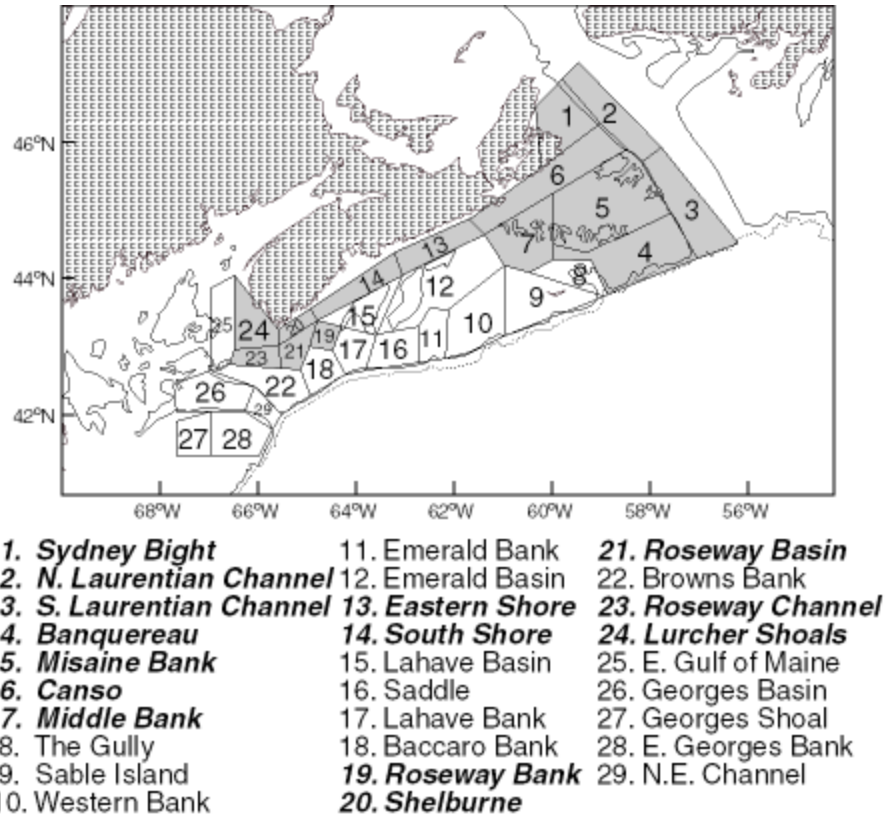 46°N
44°N
42°N
1
2
6
5
3
7
4
13
8
14
12
9
25
24
15
10
20
19
11
23
21
17
16
18
26
22
29
27
28
68°W 66°W 64°W 62°W 60°W 58°W 56°W
1. Sydney Bight 11. Emerald Bank 21. Roseway Basin
2. N. Laurentian Channel 12. Emerald Basin 22. Browns Bank
3. S. Laurentian Channel 13. Eastern Shore 23. Roseway Channel
4. Banquereau 14. South Shore 24. Lurcher Shoals
5. Misaine Bank 15. Lahave Basin 25. E. Gulf of Maine
6. Canso 16. Saddle 26. Georges Basin
7. Middle Bank 17. Lahave Bank 27. Georges Shoal
8. The Gully 18. Baccaro Bank 28. E. Georges Bank
9. Sable Island 19. Roseway Bank 29. N.E. Channel
10. Western Bank 20. Shelburne